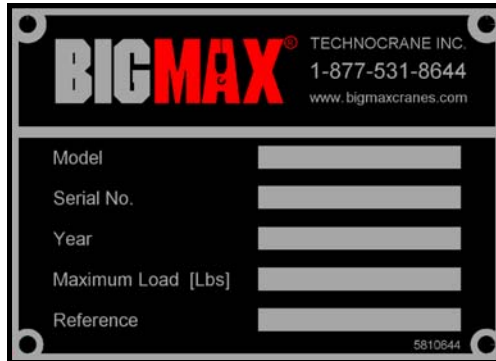 BIGMAX®
TECHNOCRANE INC.
1-877-531-8644
www.bigmaxcranes.com
Model
Serial No.
Year
Maximum Load [Lbs]
Reference
5810644